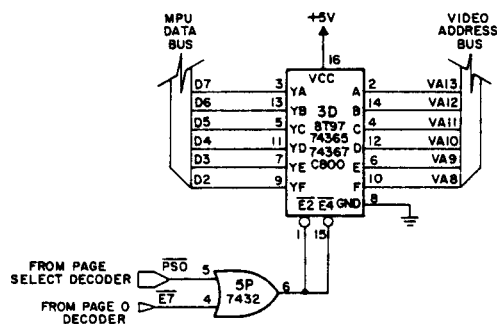 MPU DATA BUS
+5V
VIDEO ADDRESS BUS
16
VCC
D7 3 YA A 2 VA13
D6 13 YB 3D B 14 VA12
D5 5 YC 8T97 C 4 VA11
D4 11 YD 74365 D 12 VA10
D3 7 YE 74367 E 6 VA9
D2 9 YF C800 F 10 VA8
E2 E4 GND 8
1 15
FROM PAGE SELECT DECODER PS0 5
5P 6
7432
FROM PAGE 0 DECODER E7 4